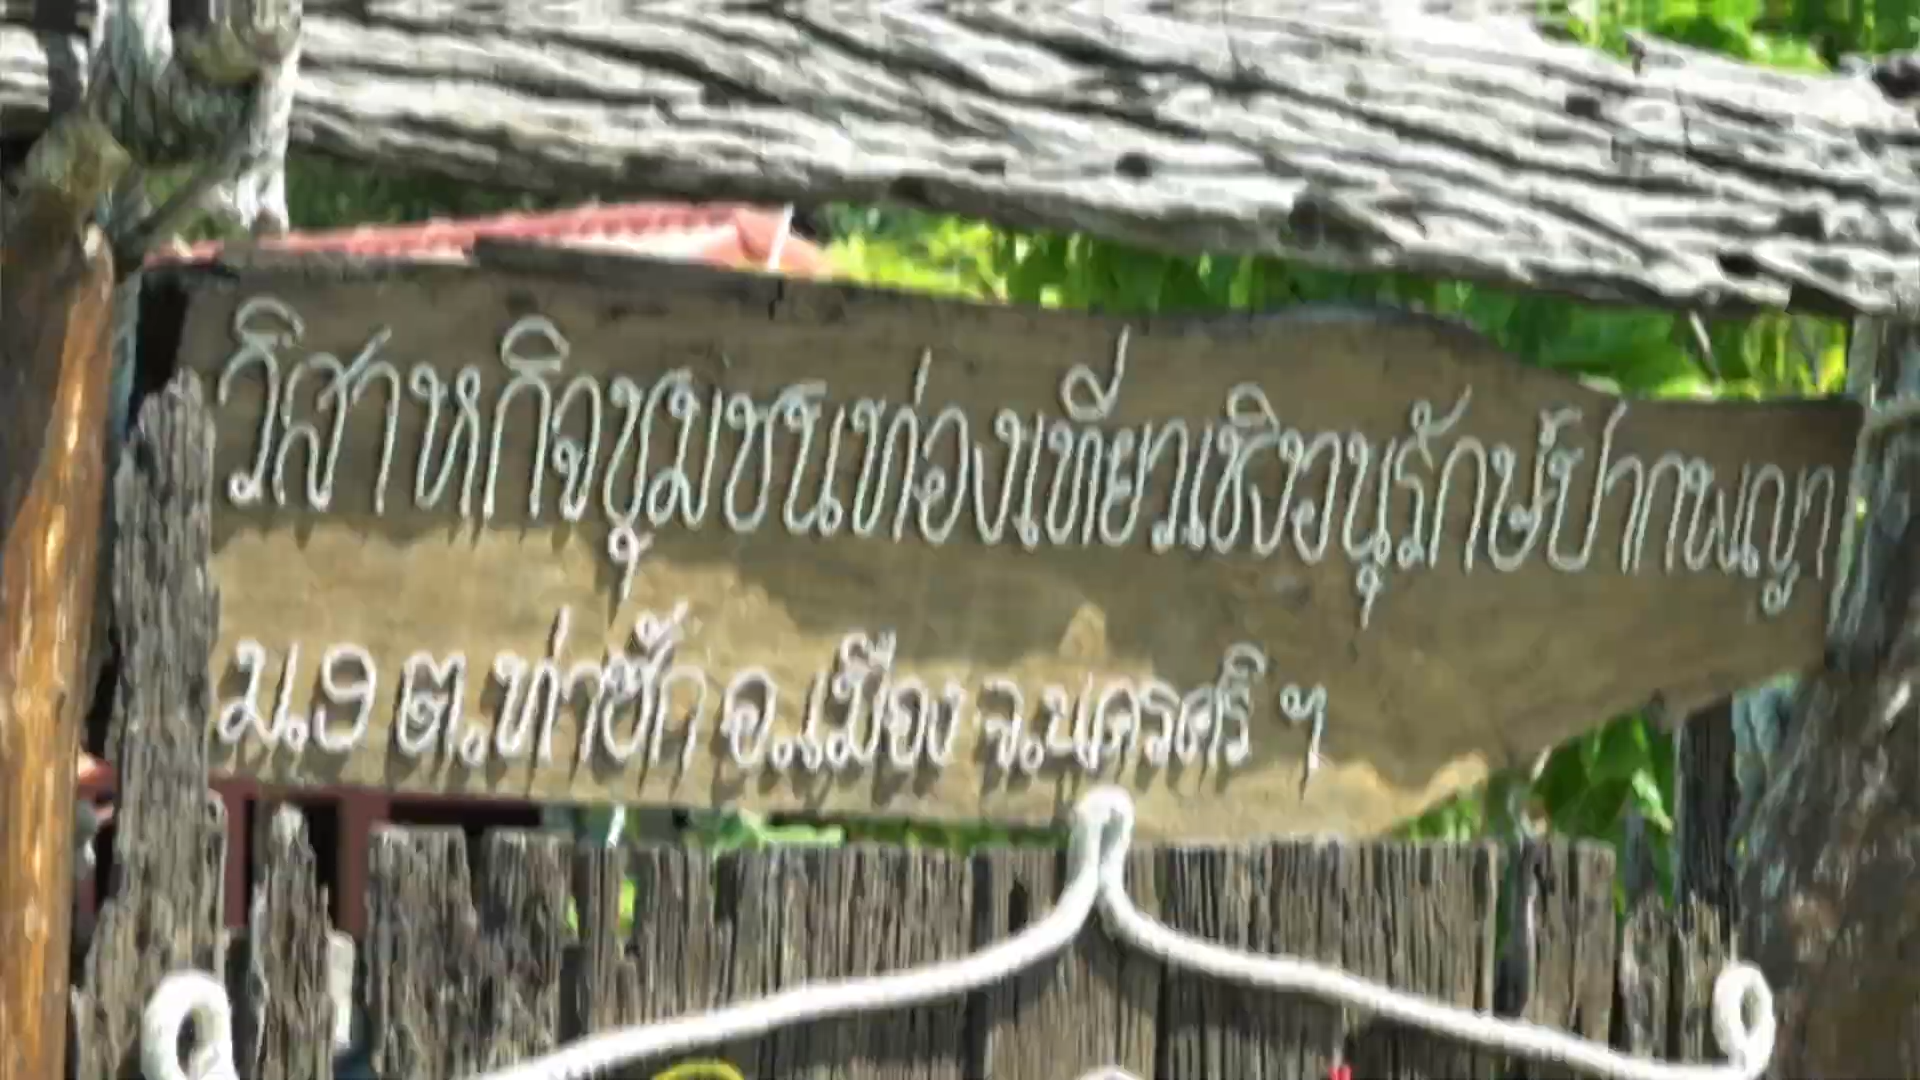 วิสาหกิจชุมชนท่องเที่ยวเชิงอนุรักษ์ปากพญา
ม.๑ ต.ท่าซัก อ.เมือง จ.นครศรี ฯ